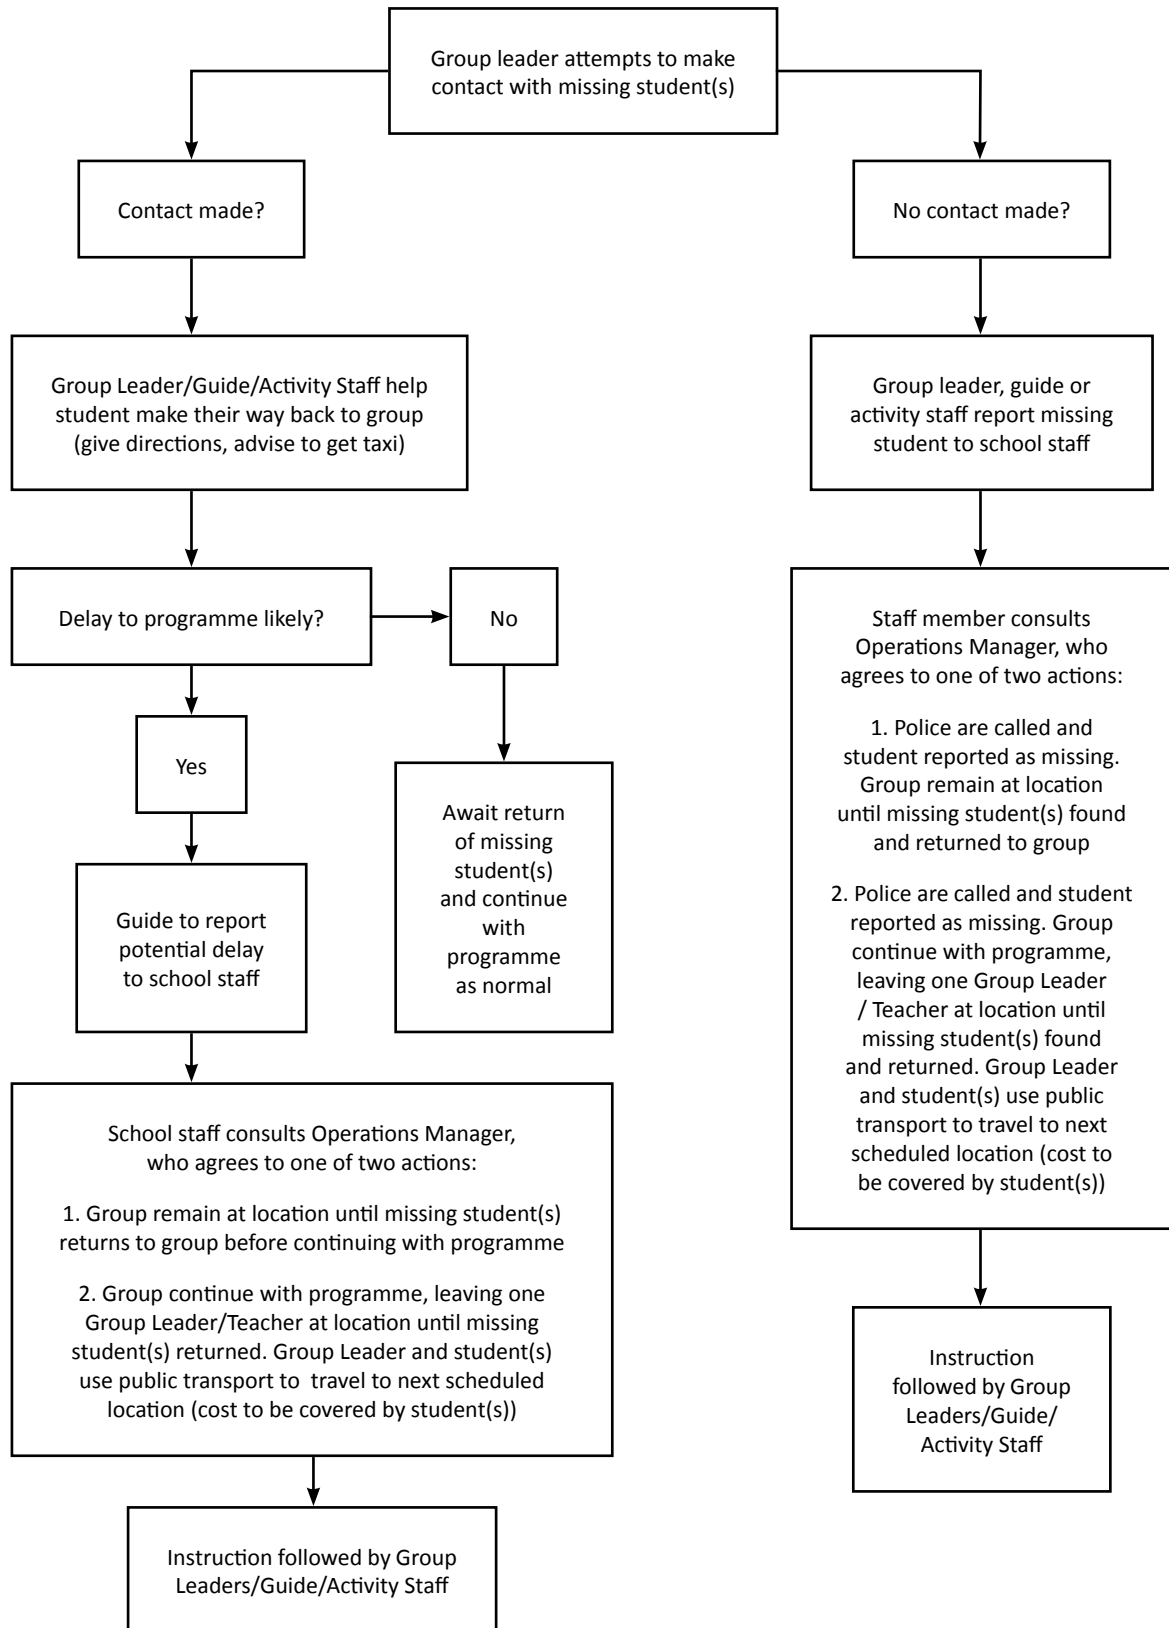 Group leader attempts to make
contact with missing student(s)
Contact made?
No contact made?
Group Leader/Guide/Activity Staff help
student make their way back to group
(give directions, advise to get taxi)
Group leader, guide or
activity staff report missing
student to school staff
Delay to programme likely?
No
Yes
Await return
of missing
student(s)
and continue
with
programme
as normal
Guide to report
potential delay
to school staff
Staff member consults
Operations Manager, who
agrees to one of two actions:
1. Police are called and
student reported as missing.
Group remain at location
until missing student(s) found
and returned to group
2. Police are called and student
reported as missing. Group
continue with programme,
leaving one Group Leader
/ Teacher at location until
missing student(s) found
and returned. Group Leader
and student(s) use public
transport to travel to next
scheduled location (cost to
be covered by student(s))
School staff consults Operations Manager,
who agrees to one of two actions:
1. Group remain at location until missing student(s)
returns to group before continuing with programme
2. Group continue with programme, leaving one
Group Leader/Teacher at location until missing
student(s) returned. Group Leader and student(s)
use public transport to travel to next scheduled
location (cost to be covered by student(s))
Instruction
followed by Group
Leaders/Guide/
Activity Staff
Instruction followed by Group
Leaders/Guide/Activity Staff